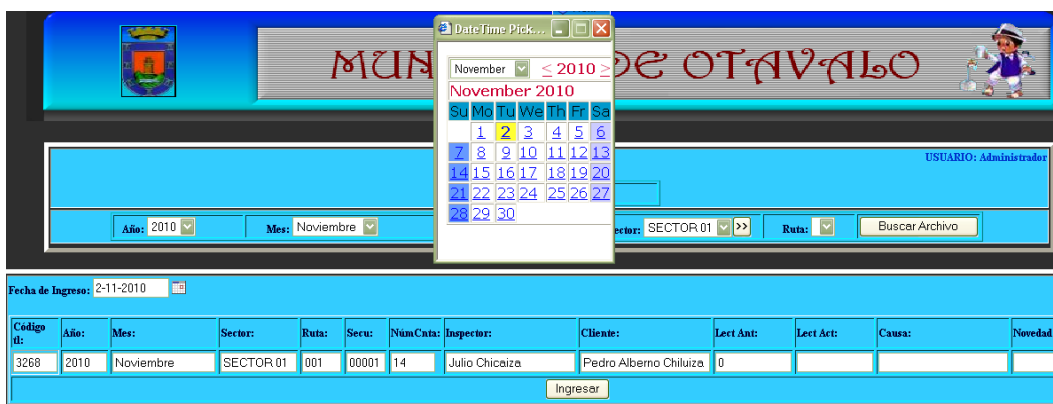 DateTime Pick...
MUN DE OTAVALO
November < 2010 >
November 2010
Su Mo Tu We Th Fr Sa
1 2 3 4 5 6
7 8 9 10 11 12 13
14 15 16 17 18 19 20
21 22 23 24 25 26 27
28 29 30
USUARIO: Administrador
Año: 2010 Mes: Noviembre ector: SECTOR 01 >> Ruta: Buscar Archivo
Fecha de Ingreso: 2-11-2010
Código tl: Año: Mes: Sector: Ruta: Secu: NúmCnta: Inspector: Cliente: Lect Ant: Lect Act: Causa: Novedad
3268 2010 Noviembre SECTOR 01 001 00001 14 Julio Chicaiza Pedro Alberno Chiluiza 0
Ingresar